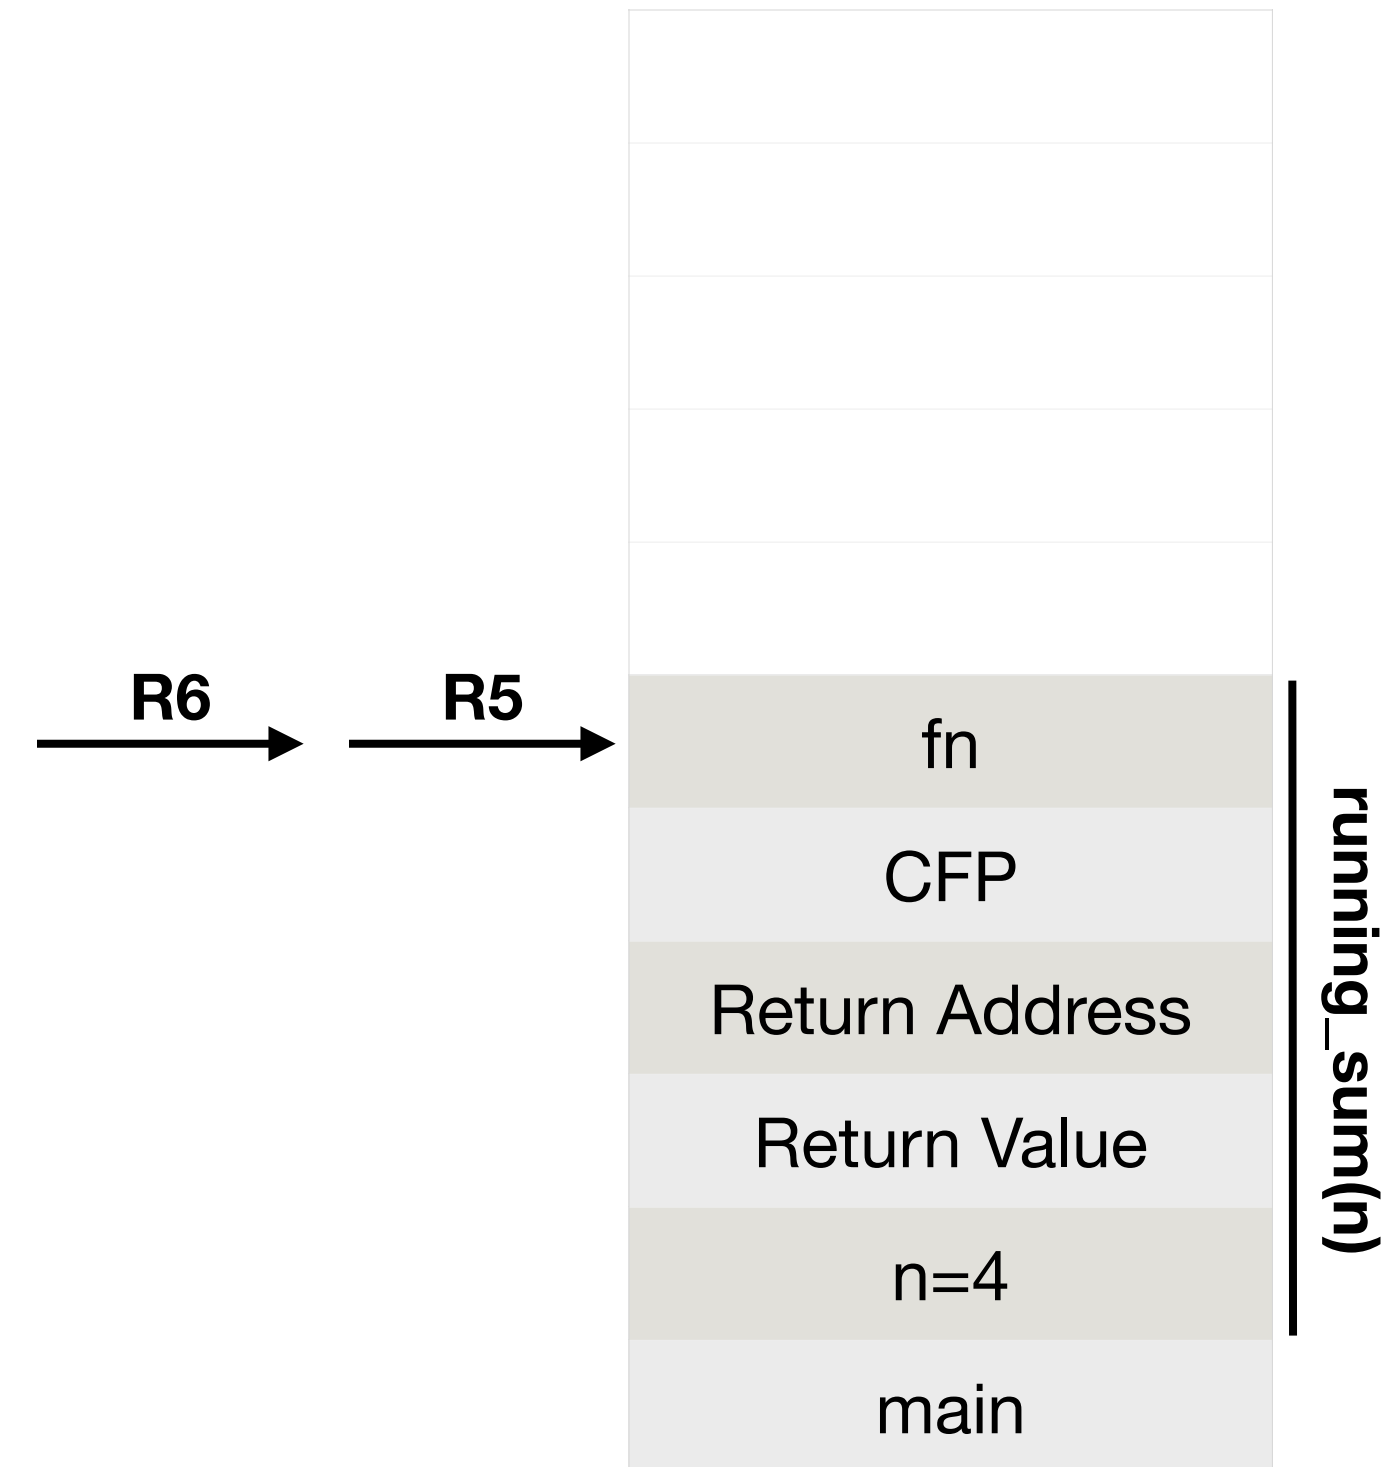 R6
R5
fn
CFP
Return Address
Return Value
n=4
main
running_sum(n)